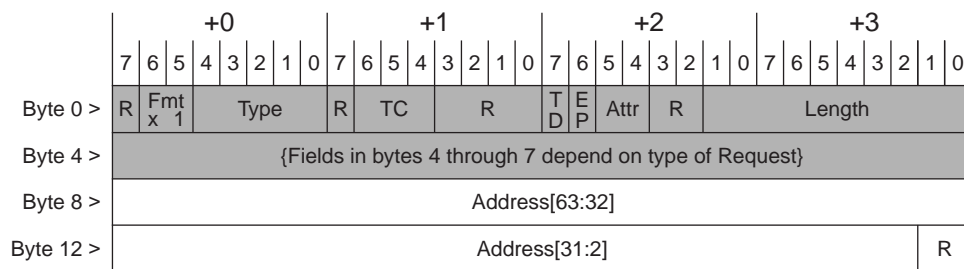 +0 +1 +2 +3
7 6 5 4 3 2 1 0 7 6 5 4 3 2 1 0 7 6 5 4 3 2 1 0 7 6 5 4 3 2 1 0
Byte 0 > R Fmt x 1 Type R TC R TD EP Attr R Length
Byte 4 > {Fields in bytes 4 through 7 depend on type of Request}
Byte 8 > Address[63:32]
Byte 12 > Address[31:2] R